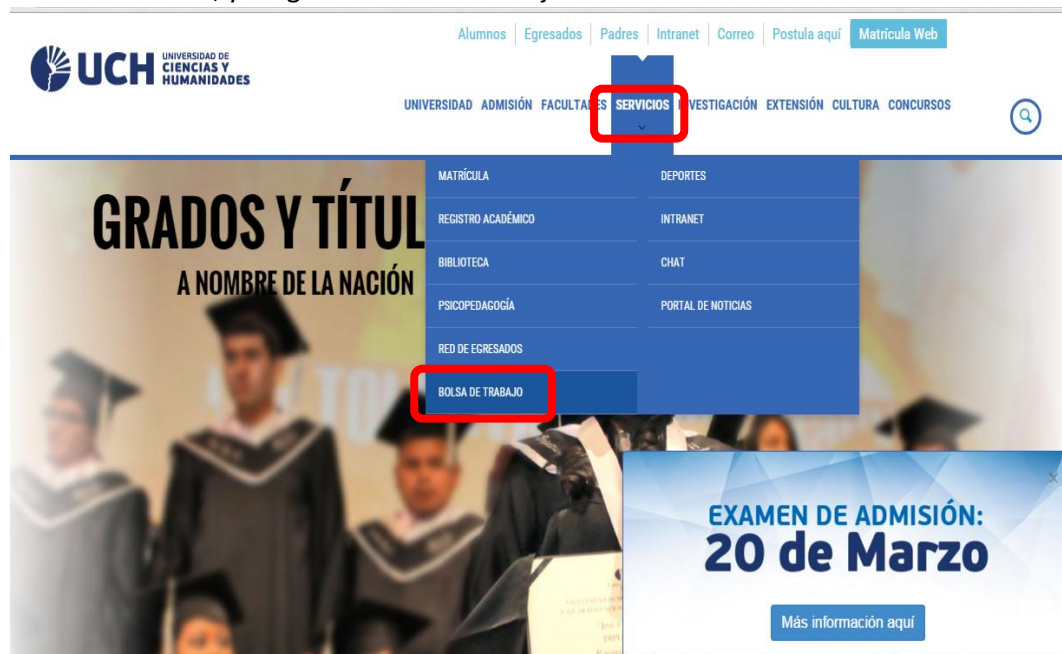 Alumnos Egresados Padres Intranet Correo Postula aquí Matrícula Web
UCH
UNIVERSIDAD DE
CIENCIAS Y
HUMANIDADES
UNIVERSIDAD ADMISIÓN FACULTADES SERVICIOS INVESTIGACIÓN EXTENSIÓN CULTURA CONCURSOS
MATRÍCULA DEPORTES
REGISTRO ACADÉMICO INTRANET
BIBLIOTECA CHAT
PSICOPEDAGOGÍA PORTAL DE NOTICIAS
RED DE EGRESADOS
BOLSA DE TRABAJO
GRADOS Y TÍTUL
A NOMBRE DE LA NACIÓN
EXAMEN DE ADMISIÓN:
20 de Marzo
Más información aquí